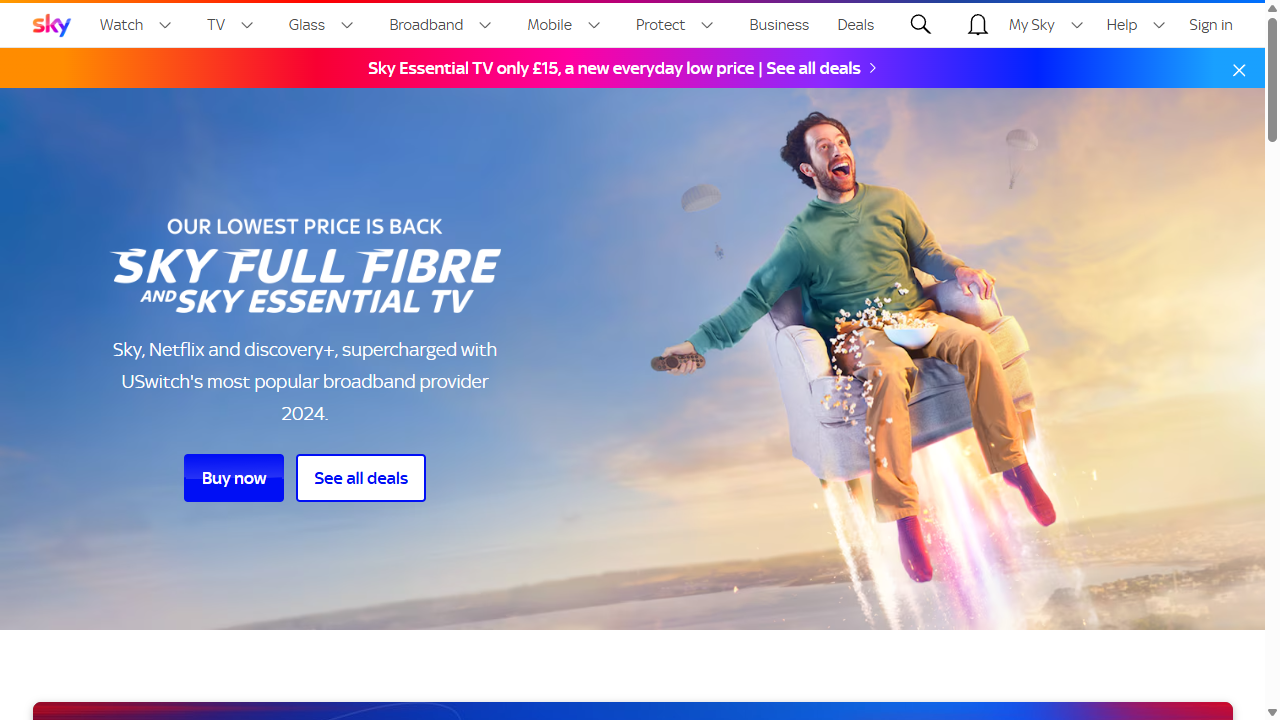 sky Watch TV Glass Broadband Mobile Protect Business Deals My Sky Help Sign in
Sky Essential TV only £15, a new everyday low price | See all deals
OUR LOWEST PRICE IS BACK
SKY FULL FIBRE
AND SKY ESSENTIAL TV
Sky, Netflix and discovery+, supercharged with
USwitch's most popular broadband provider
2024.
Buy now See all deals